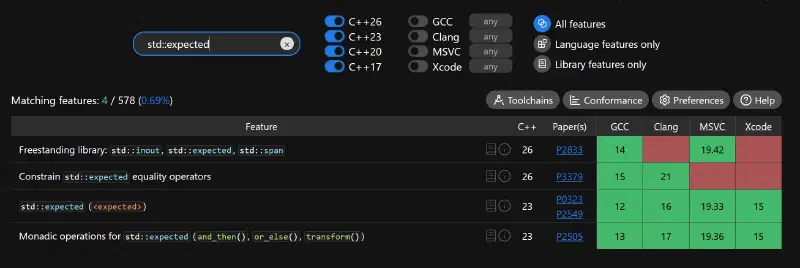 std::expected
C++26
C++23
C++20
C++17
GCC any
Clang any
MSVC any
Xcode any
All features
Language features only
Library features only
Matching features: 4 / 578 (0.69%)
Toolchains Conformance Preferences Help
Feature C++ Paper(s) GCC Clang MSVC Xcode
Freestanding library: std::inout, std::expected, std::span 26 P2833 14 19.42
Constrain std::expected equality operators 26 P3379 15 21
std::expected (<expected>) 23 P0323 P2549 12 16 19.33 15
Monadic operations for std::expected (and_then(), or_else(), transform()) 23 P2505 13 17 19.36 15